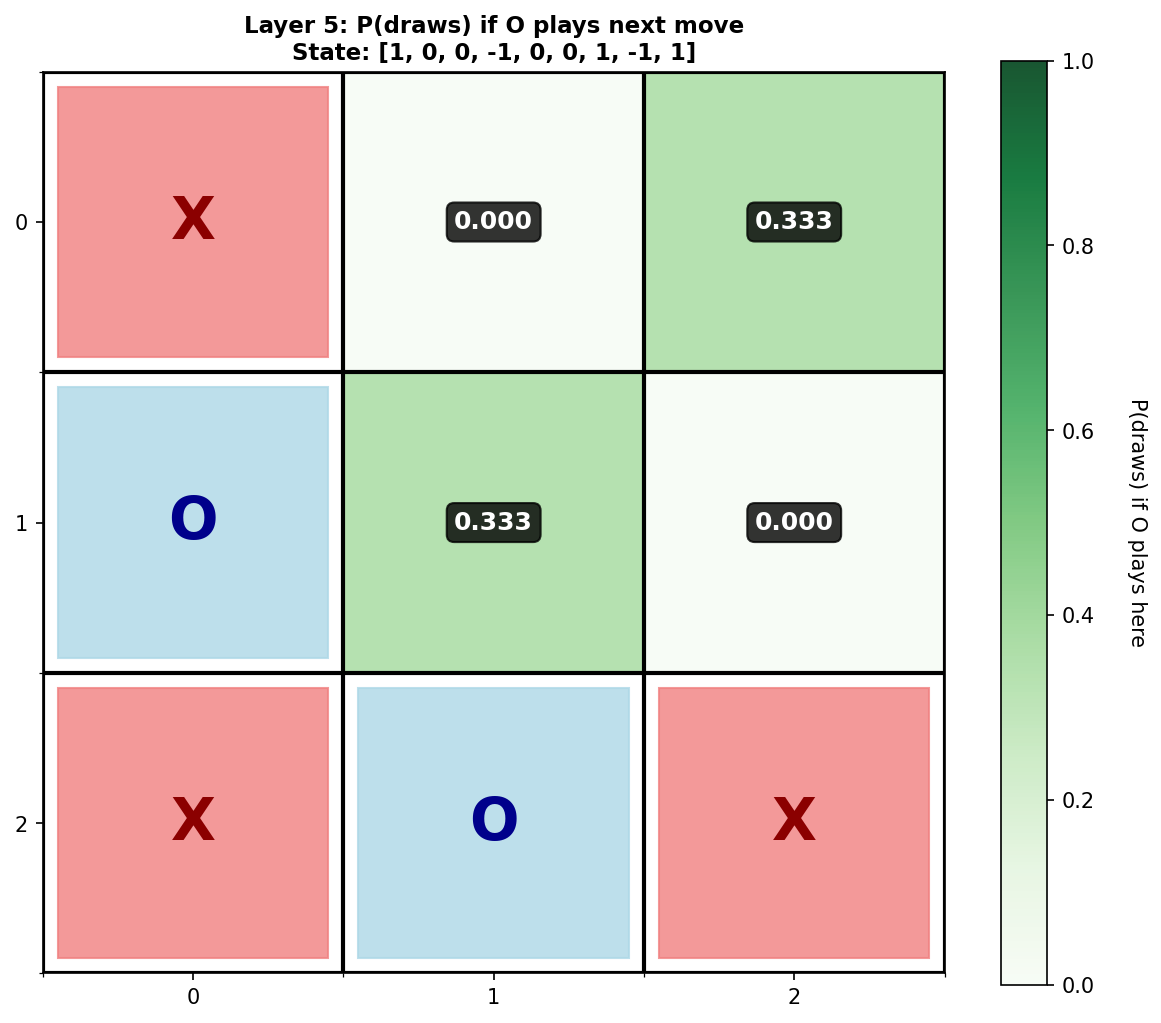 Layer 5: P(draws) if O plays next move
State: [1, 0, 0, -1, 0, 0, 1, -1, 1]
1.0
0 X 0.000 0.333
0.8
0.6
P(draws) if O plays here
1 O 0.333 0.000
0.4
2 X O X
0.2
0.0
0 1 2